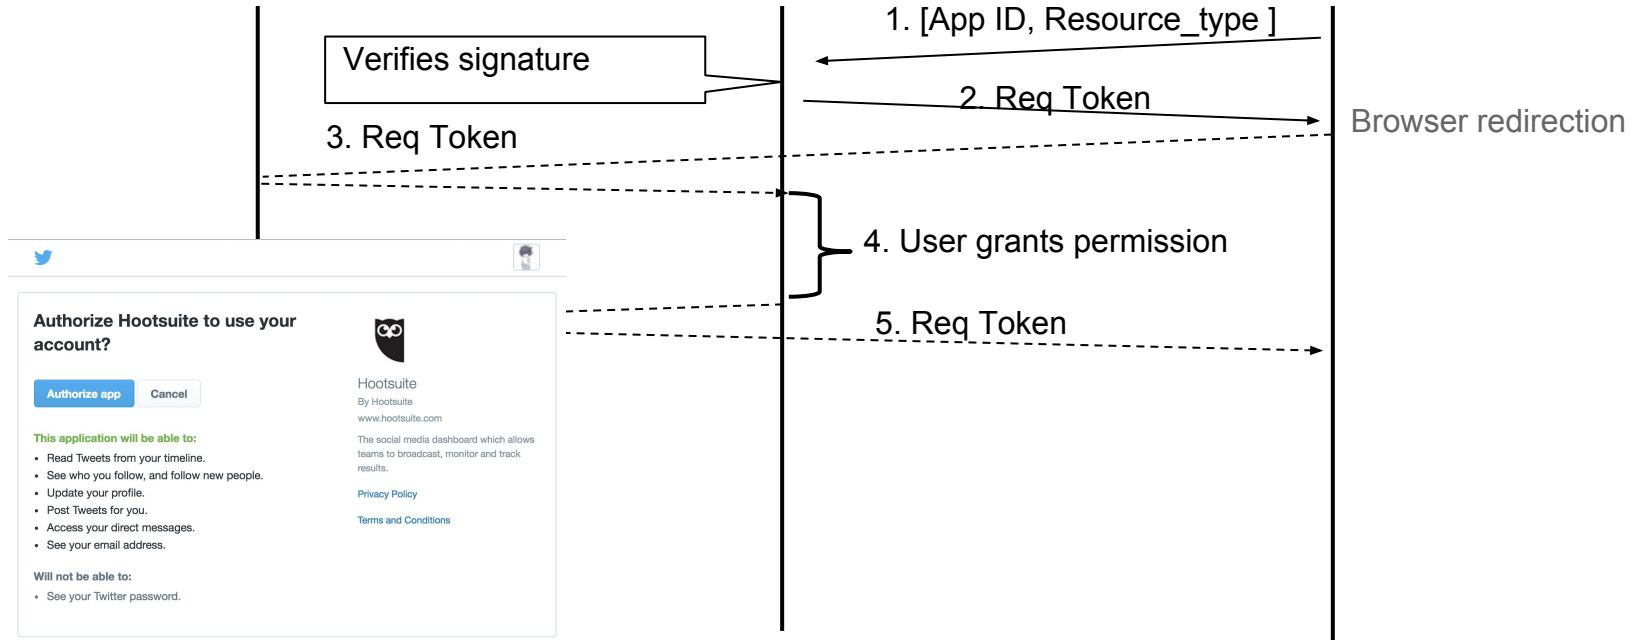 1. [App ID, Resource_type ]
Verifies signature
2. Req Token
Browser redirection
3. Req Token
4. User grants permission
5. Req Token
Authorize Hootsuite to use your
account?
Authorize app
Cancel
This application will be able to:
• Read Tweets from your timeline.
• See who you follow, and follow new people.
• Update your profile.
• Post Tweets for you.
• Access your direct messages.
• See your email address.
Will not be able to:
• See your Twitter password.
Hootsuite
By Hootsuite
www.hootsuite.com
The social media dashboard which allows
teams to broadcast, monitor and track
results.
Privacy Policy
Terms and Conditions